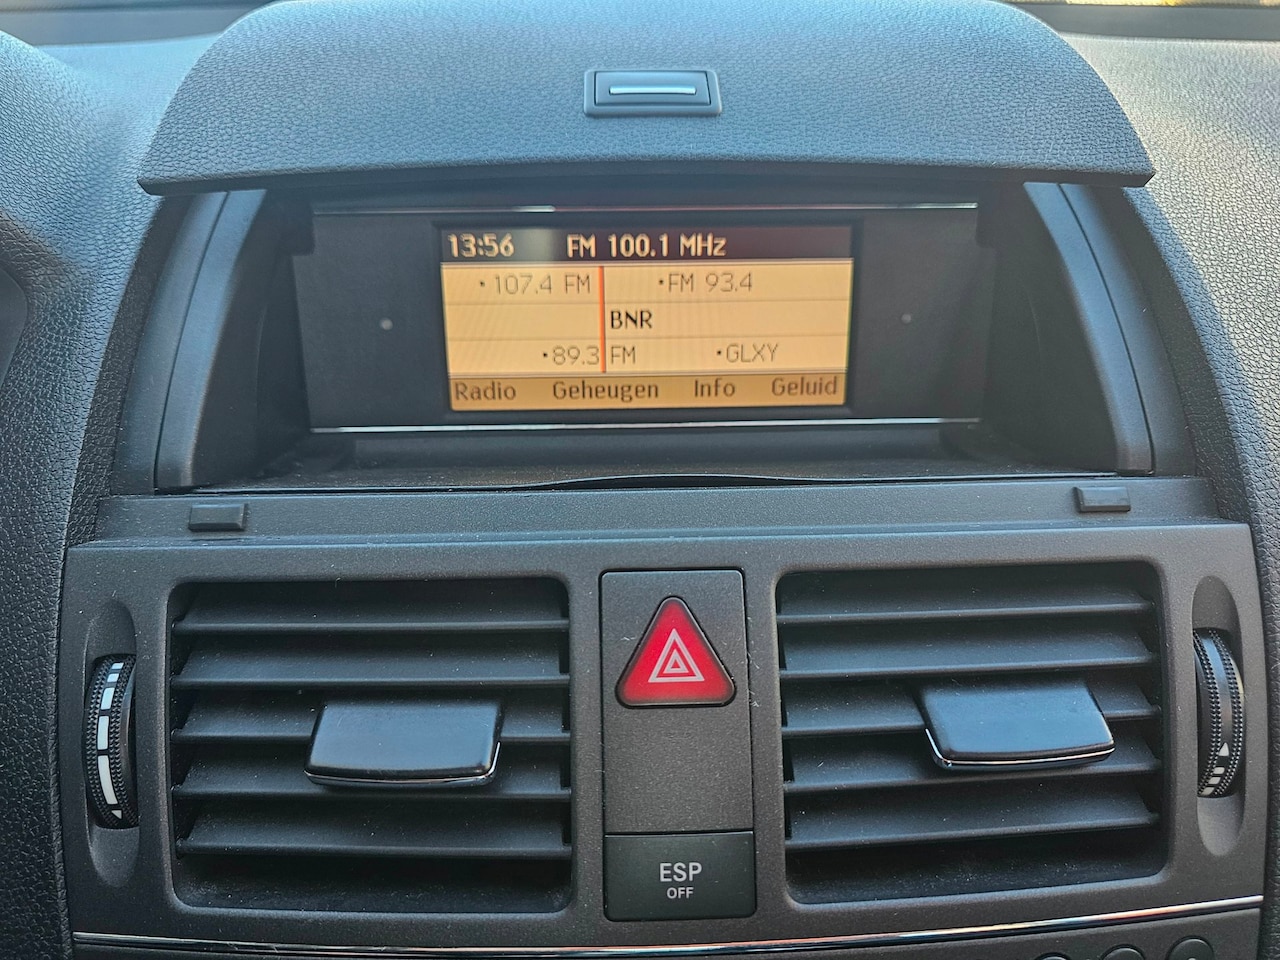 13:56 FM 100.1 MHz
•107.4 FM •FM 93.4
BNR
•89.3 FM •GLXY
Radio Geheugen Info Geluid
ESP
OFF